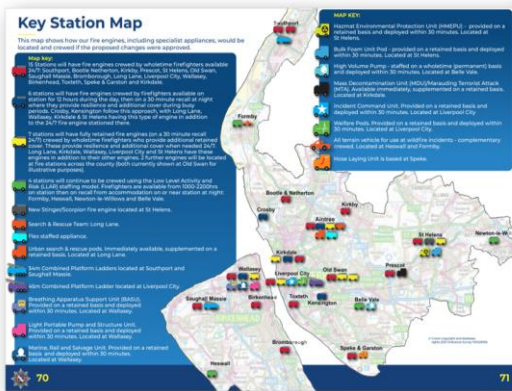 Key Station Map
This map shows how our fire engines, including specialist appliances, would be
located and crewed if the proposed changes were approved.
Map key:
15 Stations will have fire engines crewed by wholetime firefighters available
24/7: Southport, Bootle Netherton, Kirkby, Prescot, St Helens, Old Swan,
Saughall Massie, Bromborough, Long Lane, Liverpool City, Wallasey,
Birkenhead, Toxteth, Speke & Garston and Kirkdale.
6 stations will have fire engines crewed by firefighters available on
station for 12 hours during the day, then on a 30 minute recall at
night where they provide resilience and additional cover during busy
periods. Crosby, Kensington follow this approach, with Long Lane,
Wallasey, Kirkdale & St Helens having this type of engine in addition
to the 24/7 fire engine stationed there.
7 stations will have fully retained fire engines (on a 30 minute recall
24/7) crewed by wholetime firefighters who provide additional retained
cover. These provide resilience and additional cover when needed 24/7.
Long Lane, Kirkdale, Wallasey, Liverpool City and St Helens have these
engines in addition to their other engines. 2 further engines will be located
at fire stations across the county (both currently shown at Old Swan for
illustrative purposes).
4 stations will continue to be crewed using the Low Level Activity and
Risk (LLAR) staffing model. Firefighters are available from 1000-2200hrs
on station then on recall from accommodation on or near station at night:
Formby, Heswall, Newton-le-Willows and Belle Vale.
New Stinger/Scorpion fire engine located at St Helens.
Search & Rescue Team: Long Lane.
Flex staffed appliance.
Urban search & rescue pods. Immediately available, supplemented on a
retained basis. Located at Long Lane.
34m Combined Platform Ladders located at Southport and
Saughall Massie.
45m Combined Platform Ladder located at Liverpool City.
Breathing Apparatus Support Unit (BASU).
Provided on a retained basis and deployed
within 30 minutes. Located at Wallasey.
Light Portable Pump and Structure Unit.
Provided on a retained basis and deployed
within 30 minutes. Located at Wallasey.
Marine, Rail and Salvage Unit. Provided on a retained
basis and deployed within 30 minutes.
Located at Wallasey.
70
MAP KEY:
Hazmat Environmental Protection Unit (HMEPU) - provided on a
retained basis and deployed within 30 minutes. Located at
St Helens.
Bulk Foam Unit Pod - provided on a retained basis and deployed
within 30 minutes. Located at St Helens.
High Volume Pump - staffed on a wholetime (permanent) basis
and deployed within 30 minutes. Located at Belle Vale.
Mass Decontamination Unit (MDU)/Marauding Terrorist Attack
(MTA). Available immediately, supplemented on a retained basis.
Located at Kirkdale.
Incident Command Unit. Provided on a retained basis and
deployed within 30 minutes. Located at Liverpool City
Welfare Pods. Provided on a retained basis and deployed within
30 minutes. Located at Liverpool City.
All terrain vehicle for use at wildfire incidents - complementary
crewed. Located at Heswall and Formby.
Hose Laying Unit is based at Speke.
Southport
Formby
Bootle & Netherton
Crosby
Kirkby
Aintree
St Helens
Newton-le-Wi
Kirkdale
Wallasey
Liverpool City
Old Swan
Prescot
Saughall Massie
Birkenhead
Toxteth
Kensington
Belle Vale
Bromborough
Speke & Garston
Heswall
71